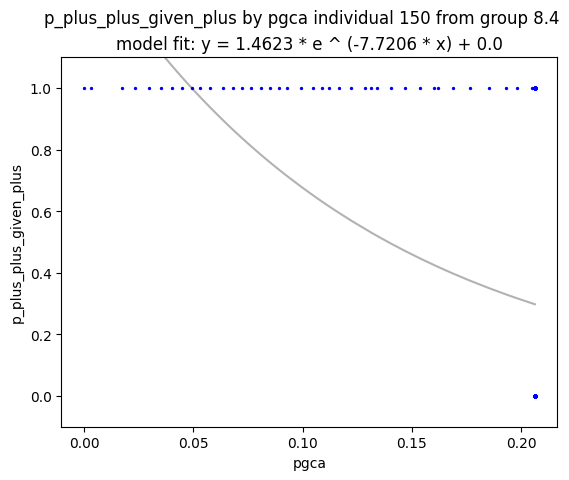 p_plus_plus_given_plus by pgca individual 150 from group 8.4
model fit: y = 1.4623 * e ^ (-7.7206 * x) + 0.0
p_plus_plus_given_plus
1.0
0.8
0.6
0.4
0.2
0.0
0.00 0.05 0.10 0.15 0.20
pgca